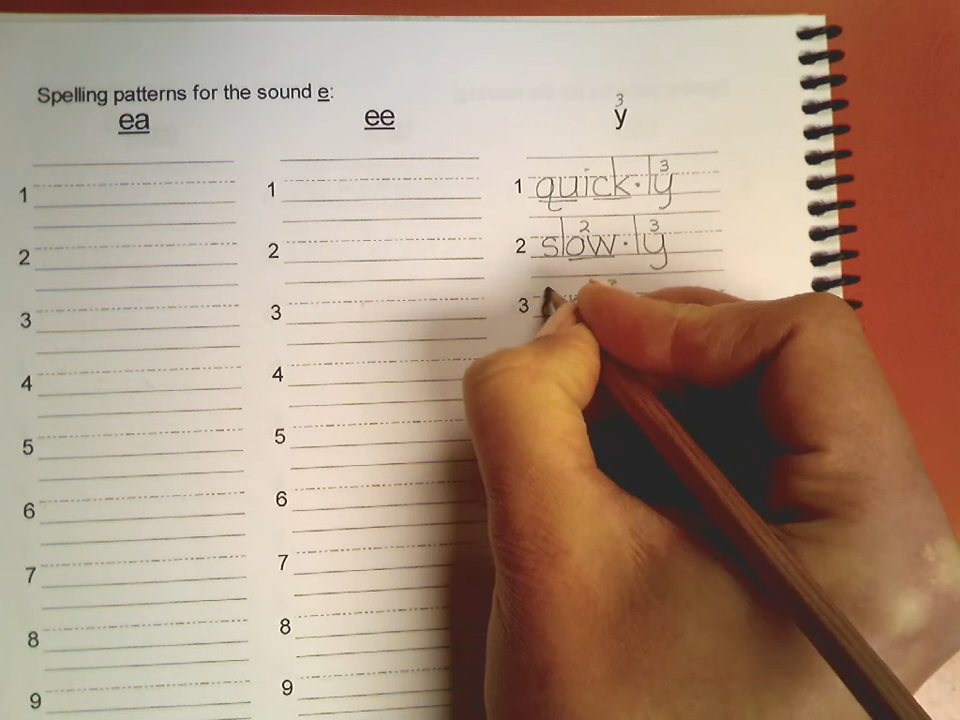 Spelling patterns for the sound e:
ea ee y
3
1 1 1 quick·ly
3
2 2 2 slow·ly
2 3
3 3 3
4 4
5 5
6 6
7 7
8 8
9 9